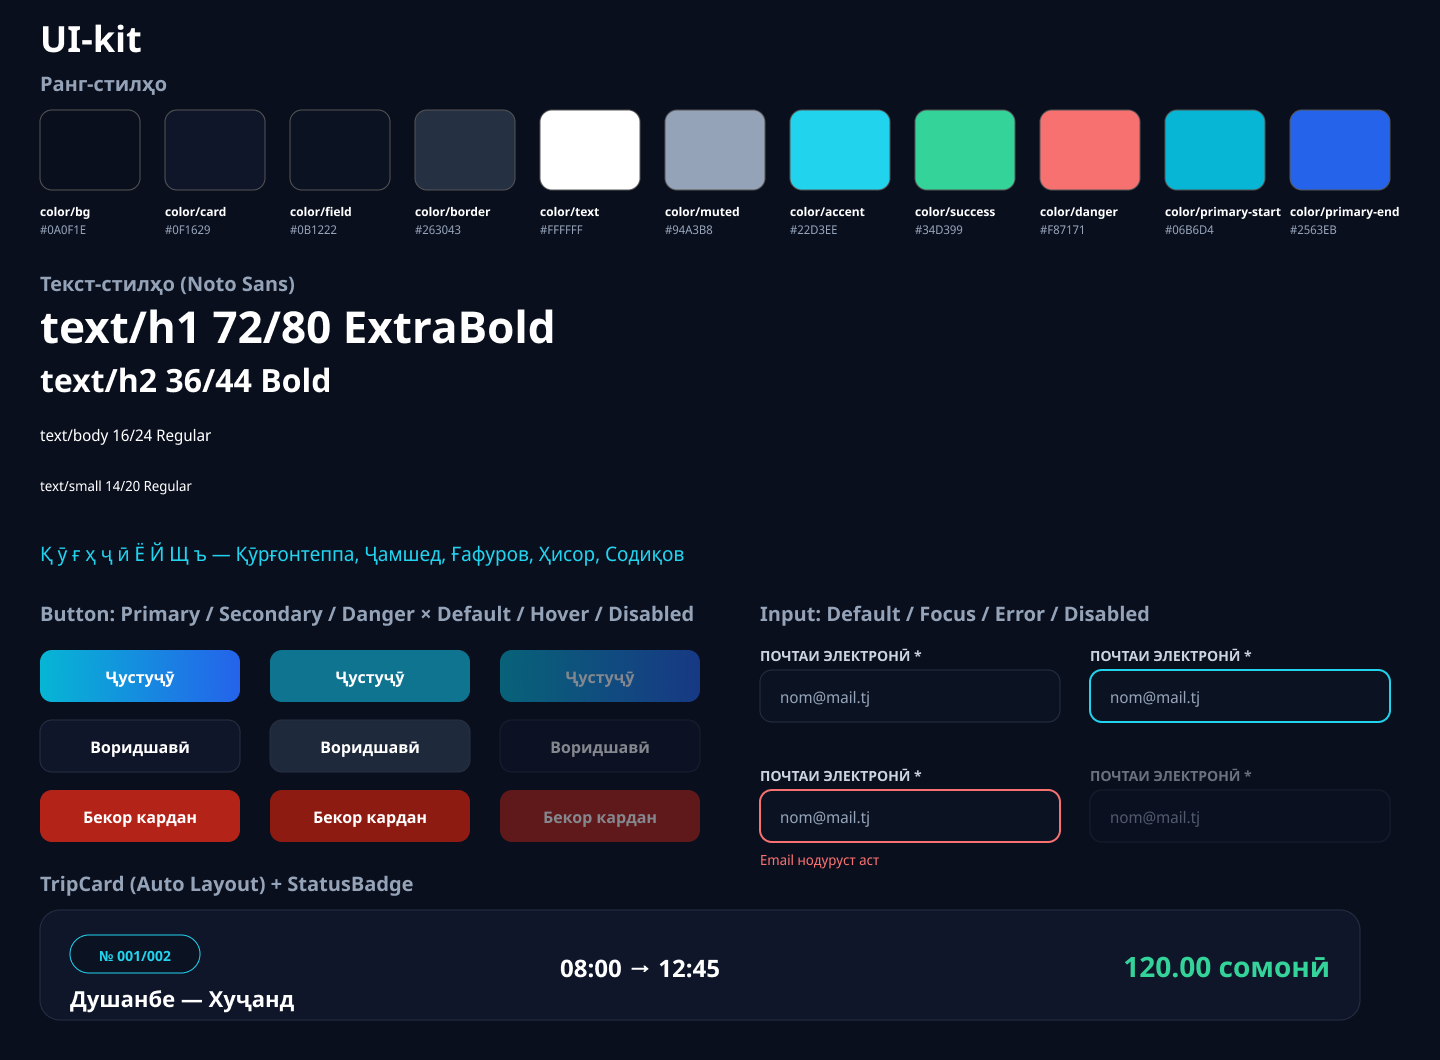 UI-kit
Ранг-стилҳо
color/bg
#0A0F1E
color/card
#0F1629
color/field
#0B1222
color/border
#263043
color/text
#FFFFFF
color/muted
#94A3B8
color/accent
#22D3EE
color/success
#34D399
color/danger
#F87171
color/primary-start
#06B6D4
color/primary-end
#2563EB
Текст-стилҳо (Noto Sans)
text/h1 72/80 ExtraBold
text/h2 36/44 Bold
text/body 16/24 Regular
text/small 14/20 Regular
Қ ӯ ғ ҳ ҷ ӣ Ё Й Щ ъ — Қӯрғонтеппа, Ҷамшед, Ғафуров, Ҳисор, Содиқов
Button: Primary / Secondary / Danger × Default / Hover / Disabled
Ҷустуҷӯ
Ҷустуҷӯ
Ҷустуҷӯ
Воридшавӣ
Воридшавӣ
Воридшавӣ
Бекор кардан
Бекор кардан
Бекор кардан
Input: Default / Focus / Error / Disabled
ПОЧТАИ ЭЛЕКТРОНӢ *
nom@mail.tj
ПОЧТАИ ЭЛЕКТРОНӢ *
nom@mail.tj
ПОЧТАИ ЭЛЕКТРОНӢ *
nom@mail.tj
Email нодуруст аст
ПОЧТАИ ЭЛЕКТРОНӢ *
nom@mail.tj
TripCard (Auto Layout) + StatusBadge
№ 001/002
Душанбе — Хуҷанд
08:00 → 12:45
120.00 сомонӣ